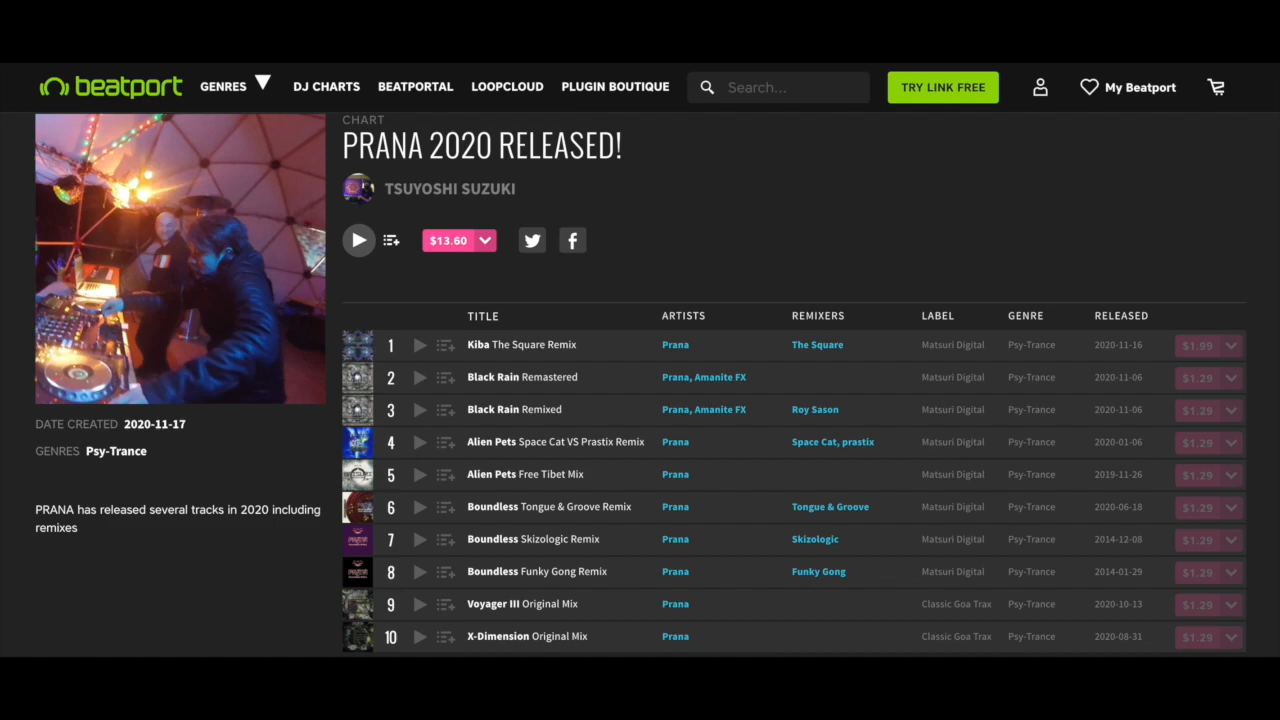 beatport GENRES DJ CHARTS BEATPORTAL LOOPCLOUD PLUGIN BOUTIQUE Search... TRY LINK FREE My Beatport
CHART
PRANA 2020 RELEASED!
TSUYOSHI SUZUKI
$13.60
DATE CREATED 2020-11-17
GENRES Psy-Trance
PRANA has released several tracks in 2020 including
remixes
TITLE ARTISTS REMIXERS LABEL GENRE RELEASED
1 Kiba The Square Remix Prana The Square Matsuri Digital Psy-Trance 2020-11-16 $1.99
2 Black Rain Remastered Prana, Amanite FX Matsuri Digital Psy-Trance 2020-11-06 $1.29
3 Black Rain Remixed Prana, Amanite FX Roy Sason Matsuri Digital Psy-Trance 2020-11-06 $1.29
4 Alien Pets Space Cat VS Prastix Remix Prana Space Cat, prastix Matsuri Digital Psy-Trance 2020-01-06 $1.29
5 Alien Pets Free Tibet Mix Prana Matsuri Digital Psy-Trance 2019-11-26 $1.29
6 Boundless Tongue & Groove Remix Prana Tongue & Groove Matsuri Digital Psy-Trance 2020-06-18 $1.29
7 Boundless Skizologic Remix Prana Skizologic Matsuri Digital Psy-Trance 2014-12-08 $1.29
8 Boundless Funky Gong Remix Prana Funky Gong Matsuri Digital Psy-Trance 2014-01-29 $1.29
9 Voyager III Original Mix Prana Classic Goa Trax Psy-Trance 2020-10-13 $1.29
10 X-Dimension Original Mix Prana Classic Goa Trax Psy-Trance 2020-08-31 $1.29